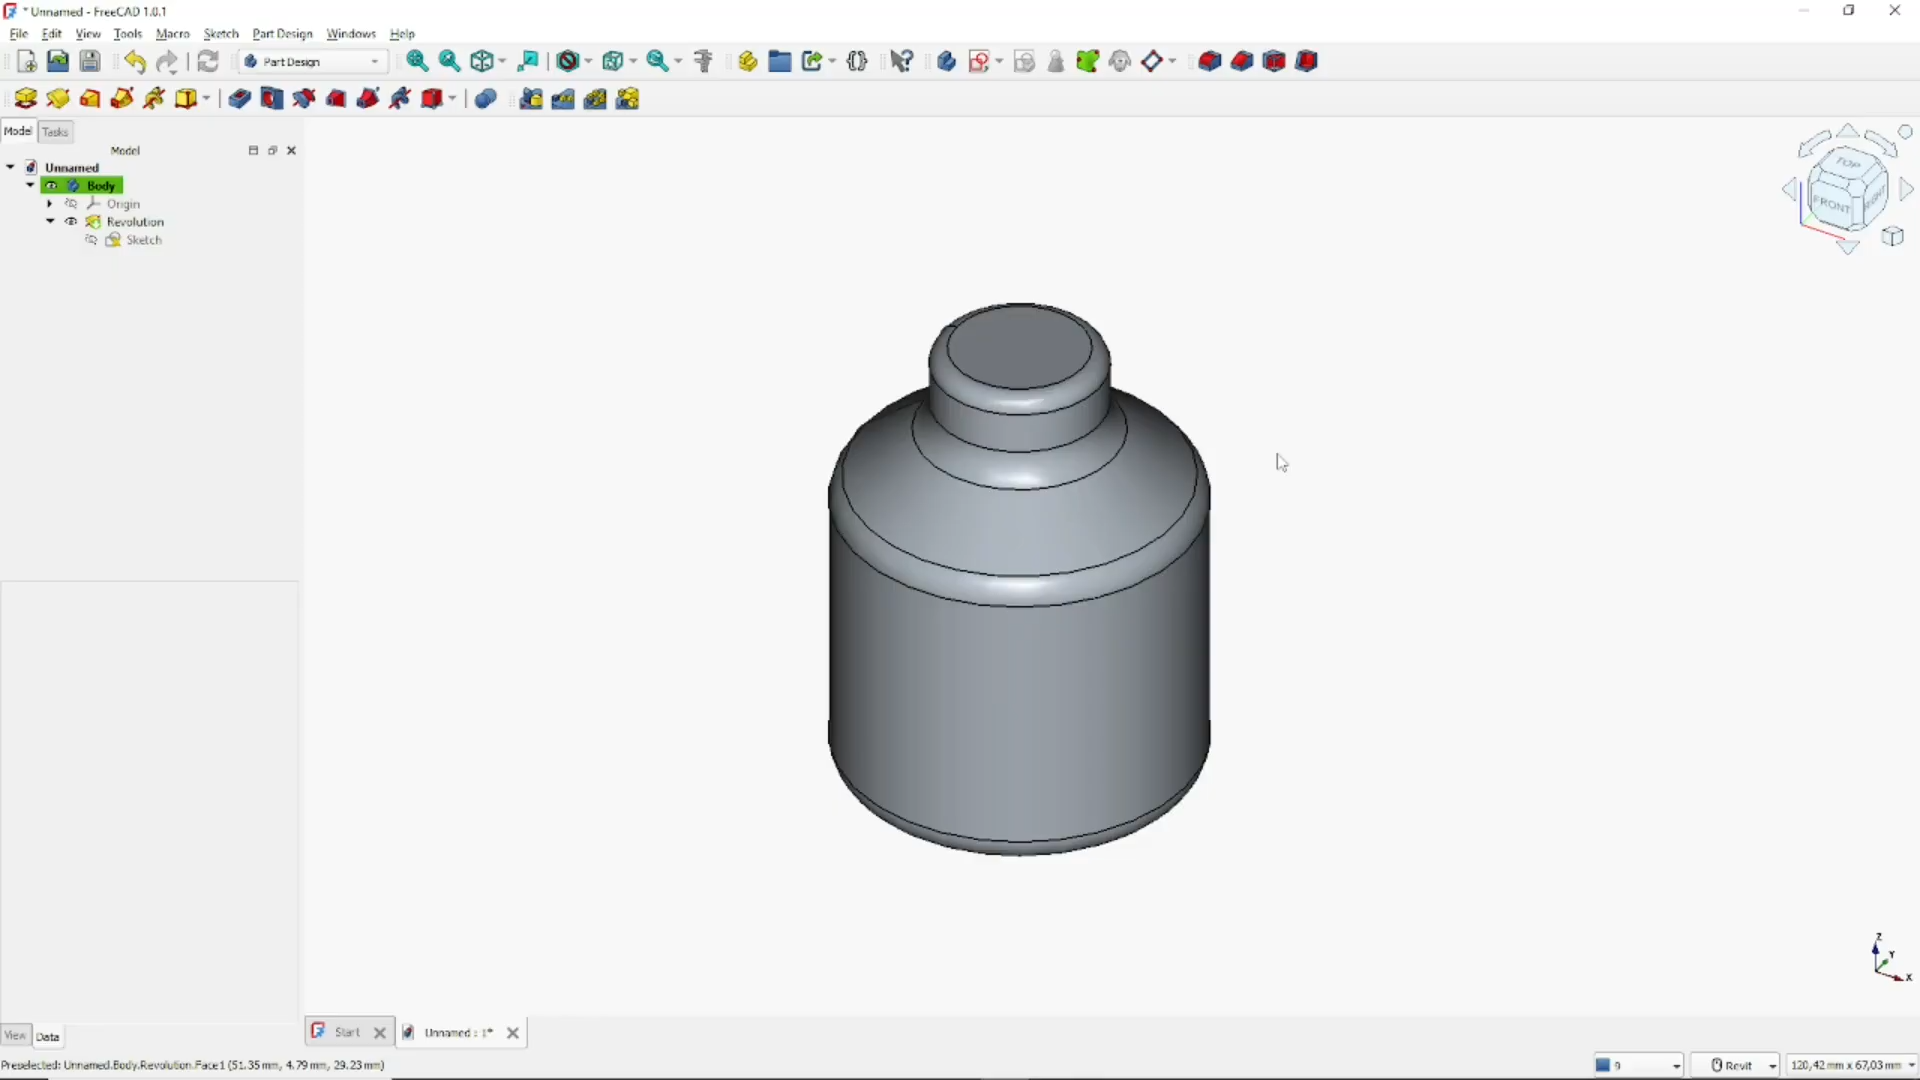 * Unnamed - FreeCAD 1.0.1
File Edit View Tools Macro Sketch Part Design Windows Help
Part Design
Model Tasks
Model
Unnamed
Body
Origin
Revolution
Sketch
TOP
FRONT
RIGHT
Z
Y
X
View Data
Start
Unnamed : 1*
Preselected: Unnamed.Body.Revolution.Face1 (51.35 mm, 4.79 mm, 29.23 mm)
9
Revit
120,42 mm x 67,03 mm